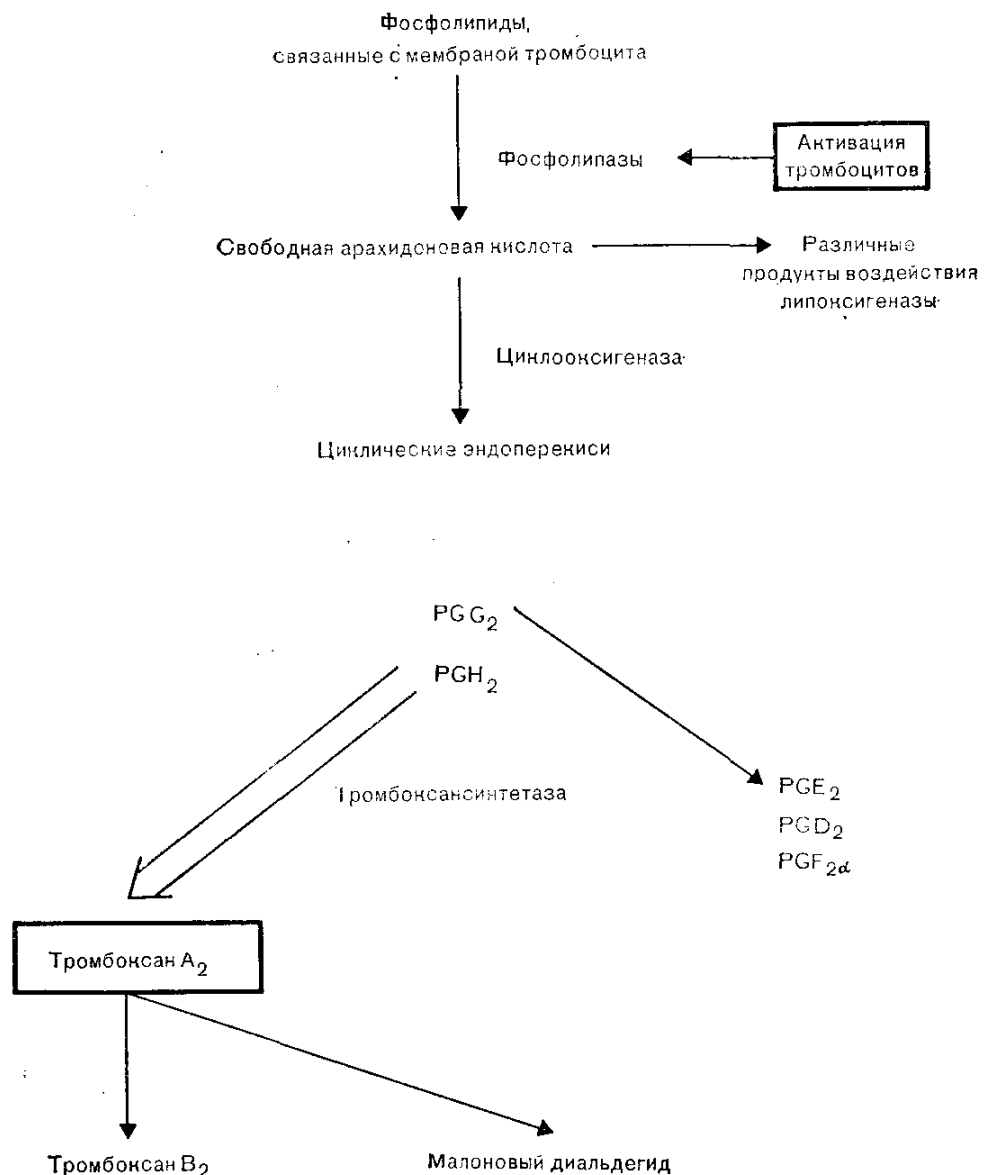 Фосфолипиды,
связанные с мембраной тромбоцита
Фосфолипазы
Активация
тромбоцитов
Свободная арахидоновая кислота
Различные
продукты воздействия
липоксигеназы
Циклооксигеназа
Циклические эндоперекиси
PGG₂
PGH₂
Тромбоксансинтетаза
PGE₂
PGD₂
PGF₂α
Тромбоксан A₂
Тромбоксан B₂
Малоновый диальдегид